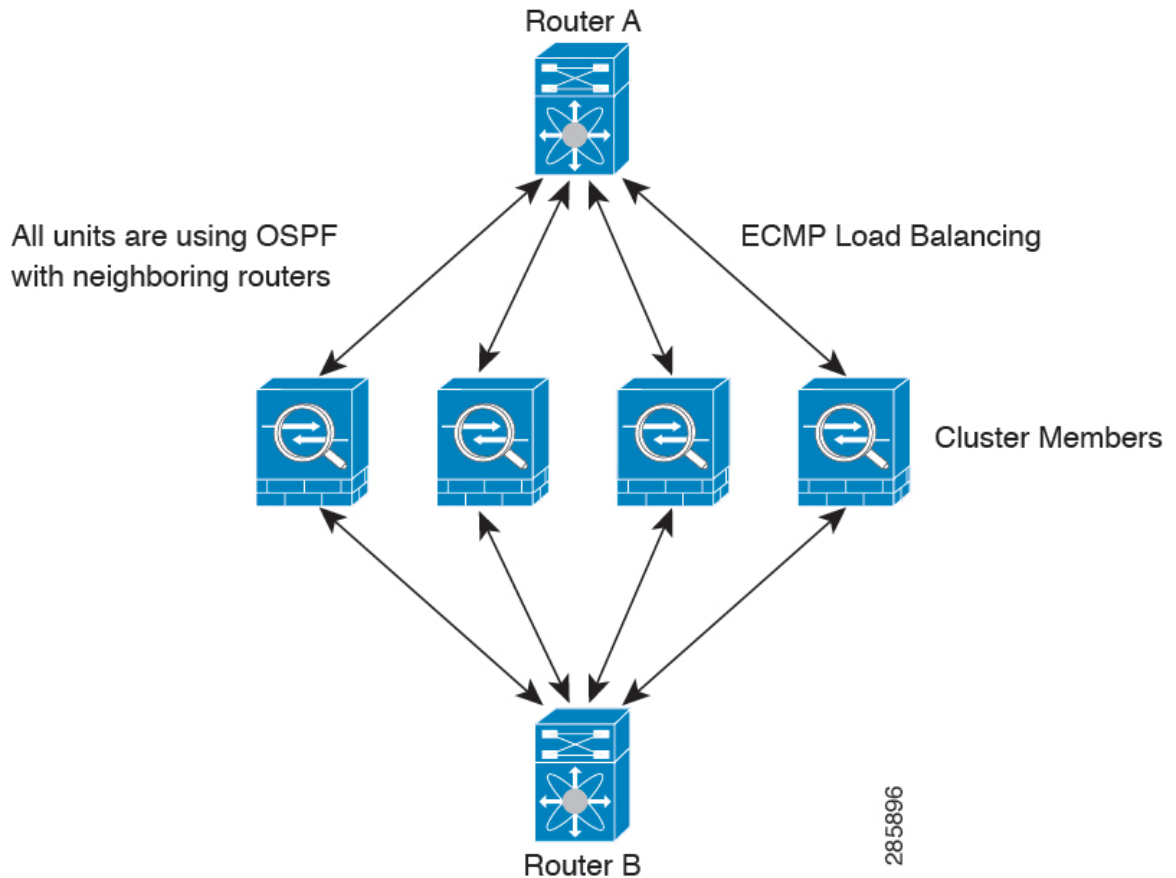 Router A
All units are using OSPF
with neighboring routers
ECMP Load Balancing
Cluster Members
Router B
285896